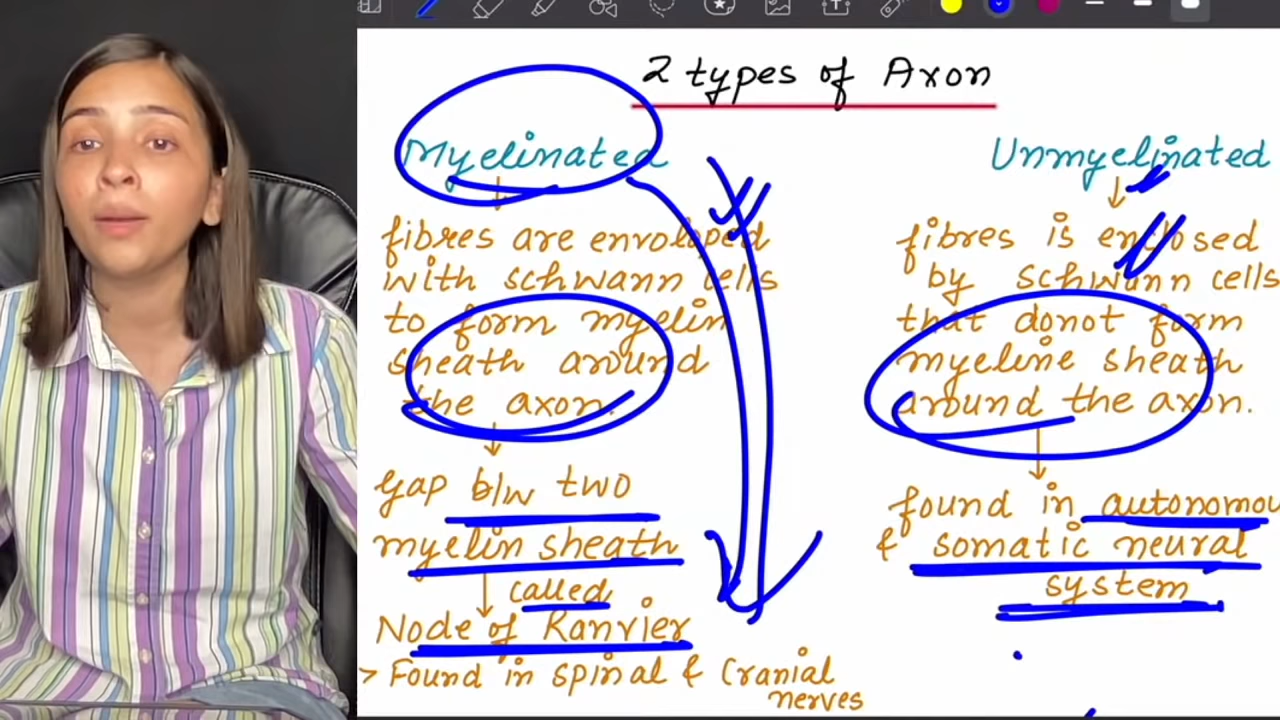 2 types of Axon
Myelinated
fibres are enveloped
with schwann cells
to form myelin
sheath around
the axon.
Gap b/w two
myelin sheath
called
Node of Ranvier
> Found in spinal & Cranial
nerves
Unmyelinated
fibres is enclosed
by schwann cells
that donot form
myeline sheath
around the axon.
found in autonomou
& somatic neural
system